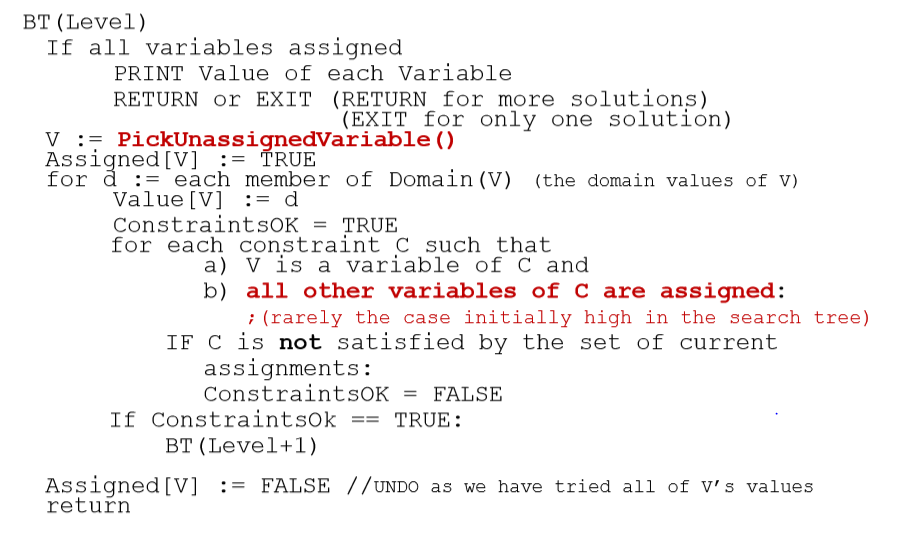 BT(Level)
If all variables assigned
PRINT Value of each Variable
RETURN or EXIT (RETURN for more solutions)
(EXIT for only one solution)
V := PickUnassignedVariable()
Assigned[V] := TRUE
for d := each member of Domain(V) (the domain values of V)
Value[V] := d
ConstraintsOK = TRUE
for each constraint C such that
a) V is a variable of C and
b) all other variables of C are assigned:
;(rarely the case initially high in the search tree)
IF C is not satisfied by the set of current
assignments:
ConstraintsOK = FALSE
If ConstraintsOk == TRUE:
BT(Level+1)
Assigned[V] := FALSE //UNDO as we have tried all of V's values
return